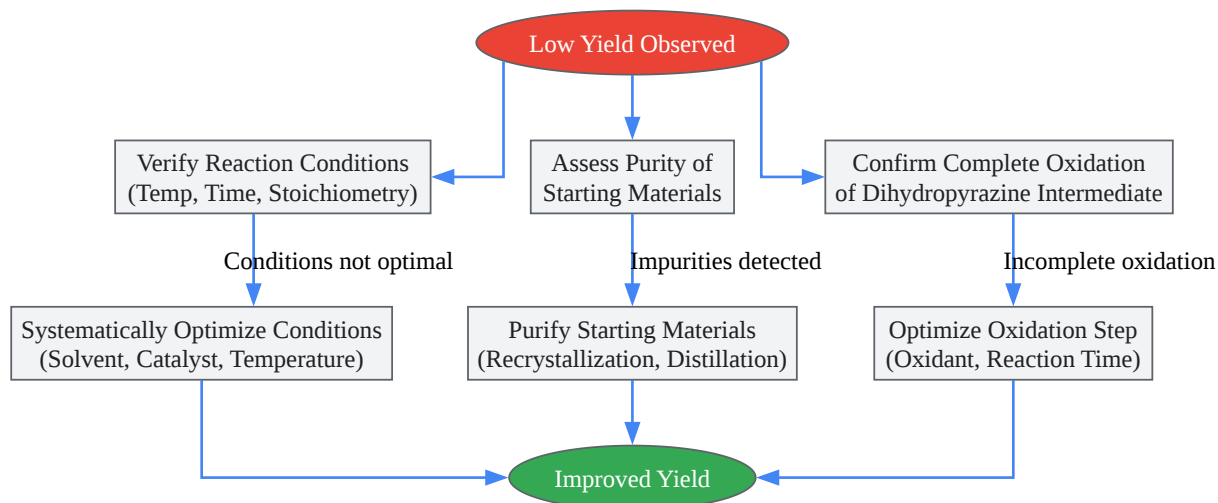 Low Yield Observed
Verify Reaction Conditions
(Temp, Time, Stoichiometry)
Assess Purity of
Starting Materials
Confirm Complete Oxidation
of Dihydropyrazine Intermediate
Conditions not optimal
Impurities detected
Incomplete oxidation
Systematically Optimize Conditions
(Solvent, Catalyst, Temperature)
Purify Starting Materials
(Recrystallization, Distillation)
Optimize Oxidation Step
(Oxidant, Reaction Time)
Improved Yield